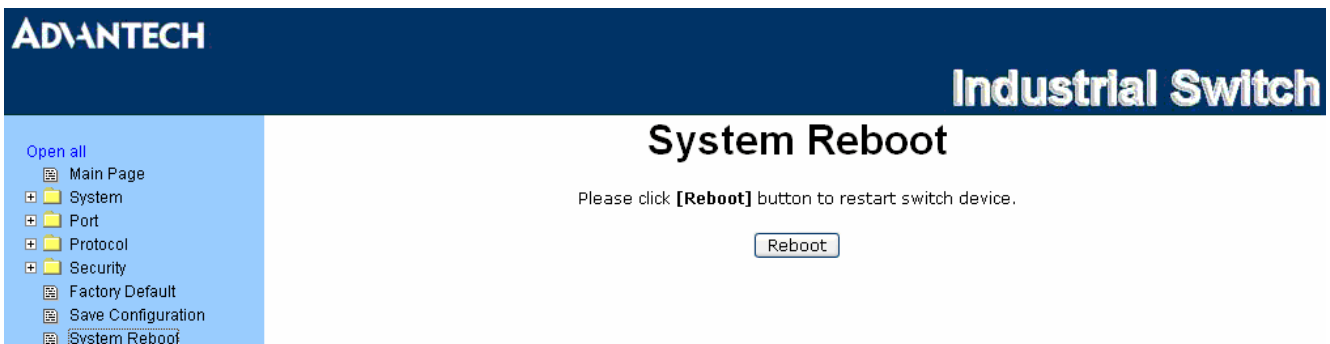 ADVANTECH
Industrial Switch
Open all
Main Page
System
Port
Protocol
Security
Factory Default
Save Configuration
System Reboot
System Reboot
Please click [Reboot] button to restart switch device.
Reboot